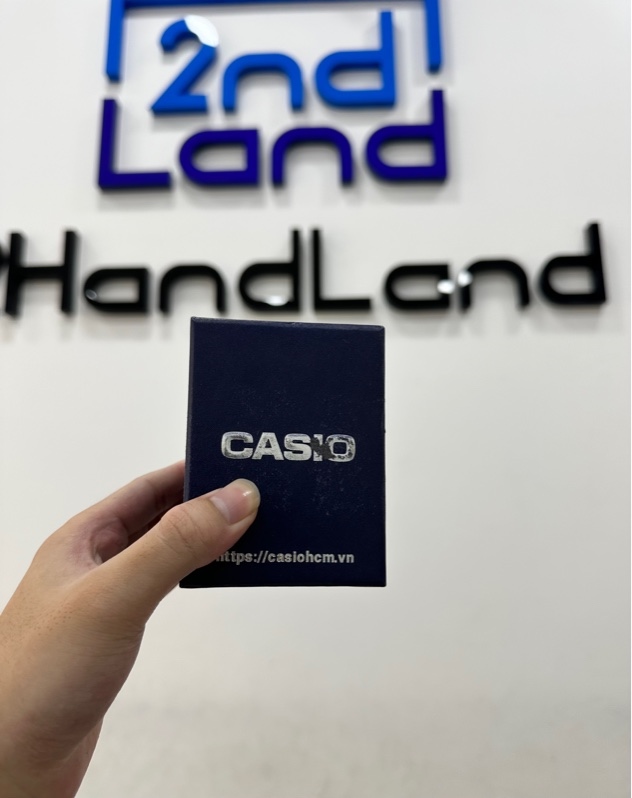 2nd
Land
HandLand
CASIO
https://casiohcm.vn